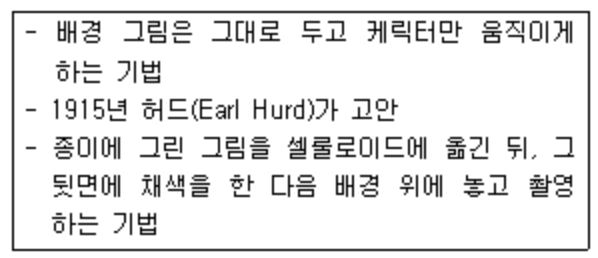 - 배경 그림은 그대로 두고 케릭터만 움직이게
하는 기법
- 1915년 허드(Earl Hurd)가 고안
- 종이에 그린 그림을 셀룰로이드에 옮긴 뒤, 그
뒷면에 채색을 한 다음 배경 위에 놓고 촬영
하는 기법